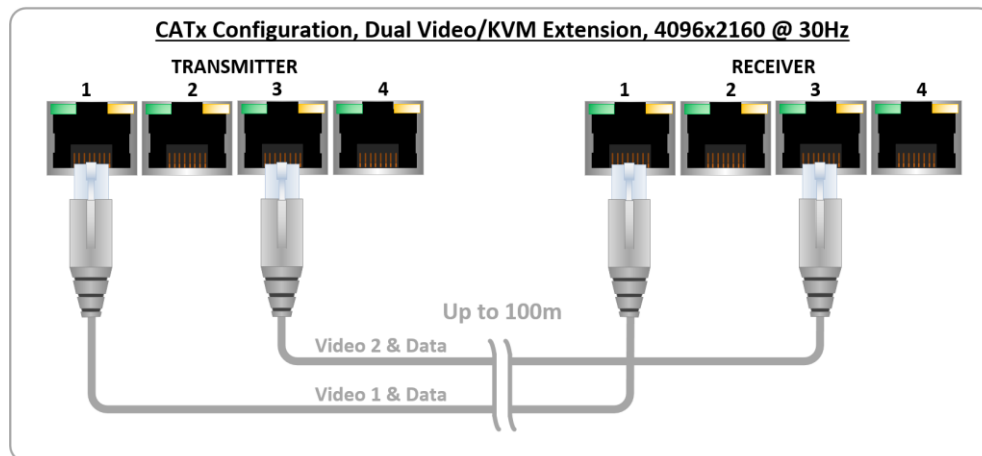 CATx Configuration, Dual Video/KVM Extension, 4096x2160 @ 30Hz
TRANSMITTER
1 2 3 4
RECEIVER
1 2 3 4
Up to 100m
Video 2 & Data
Video 1 & Data